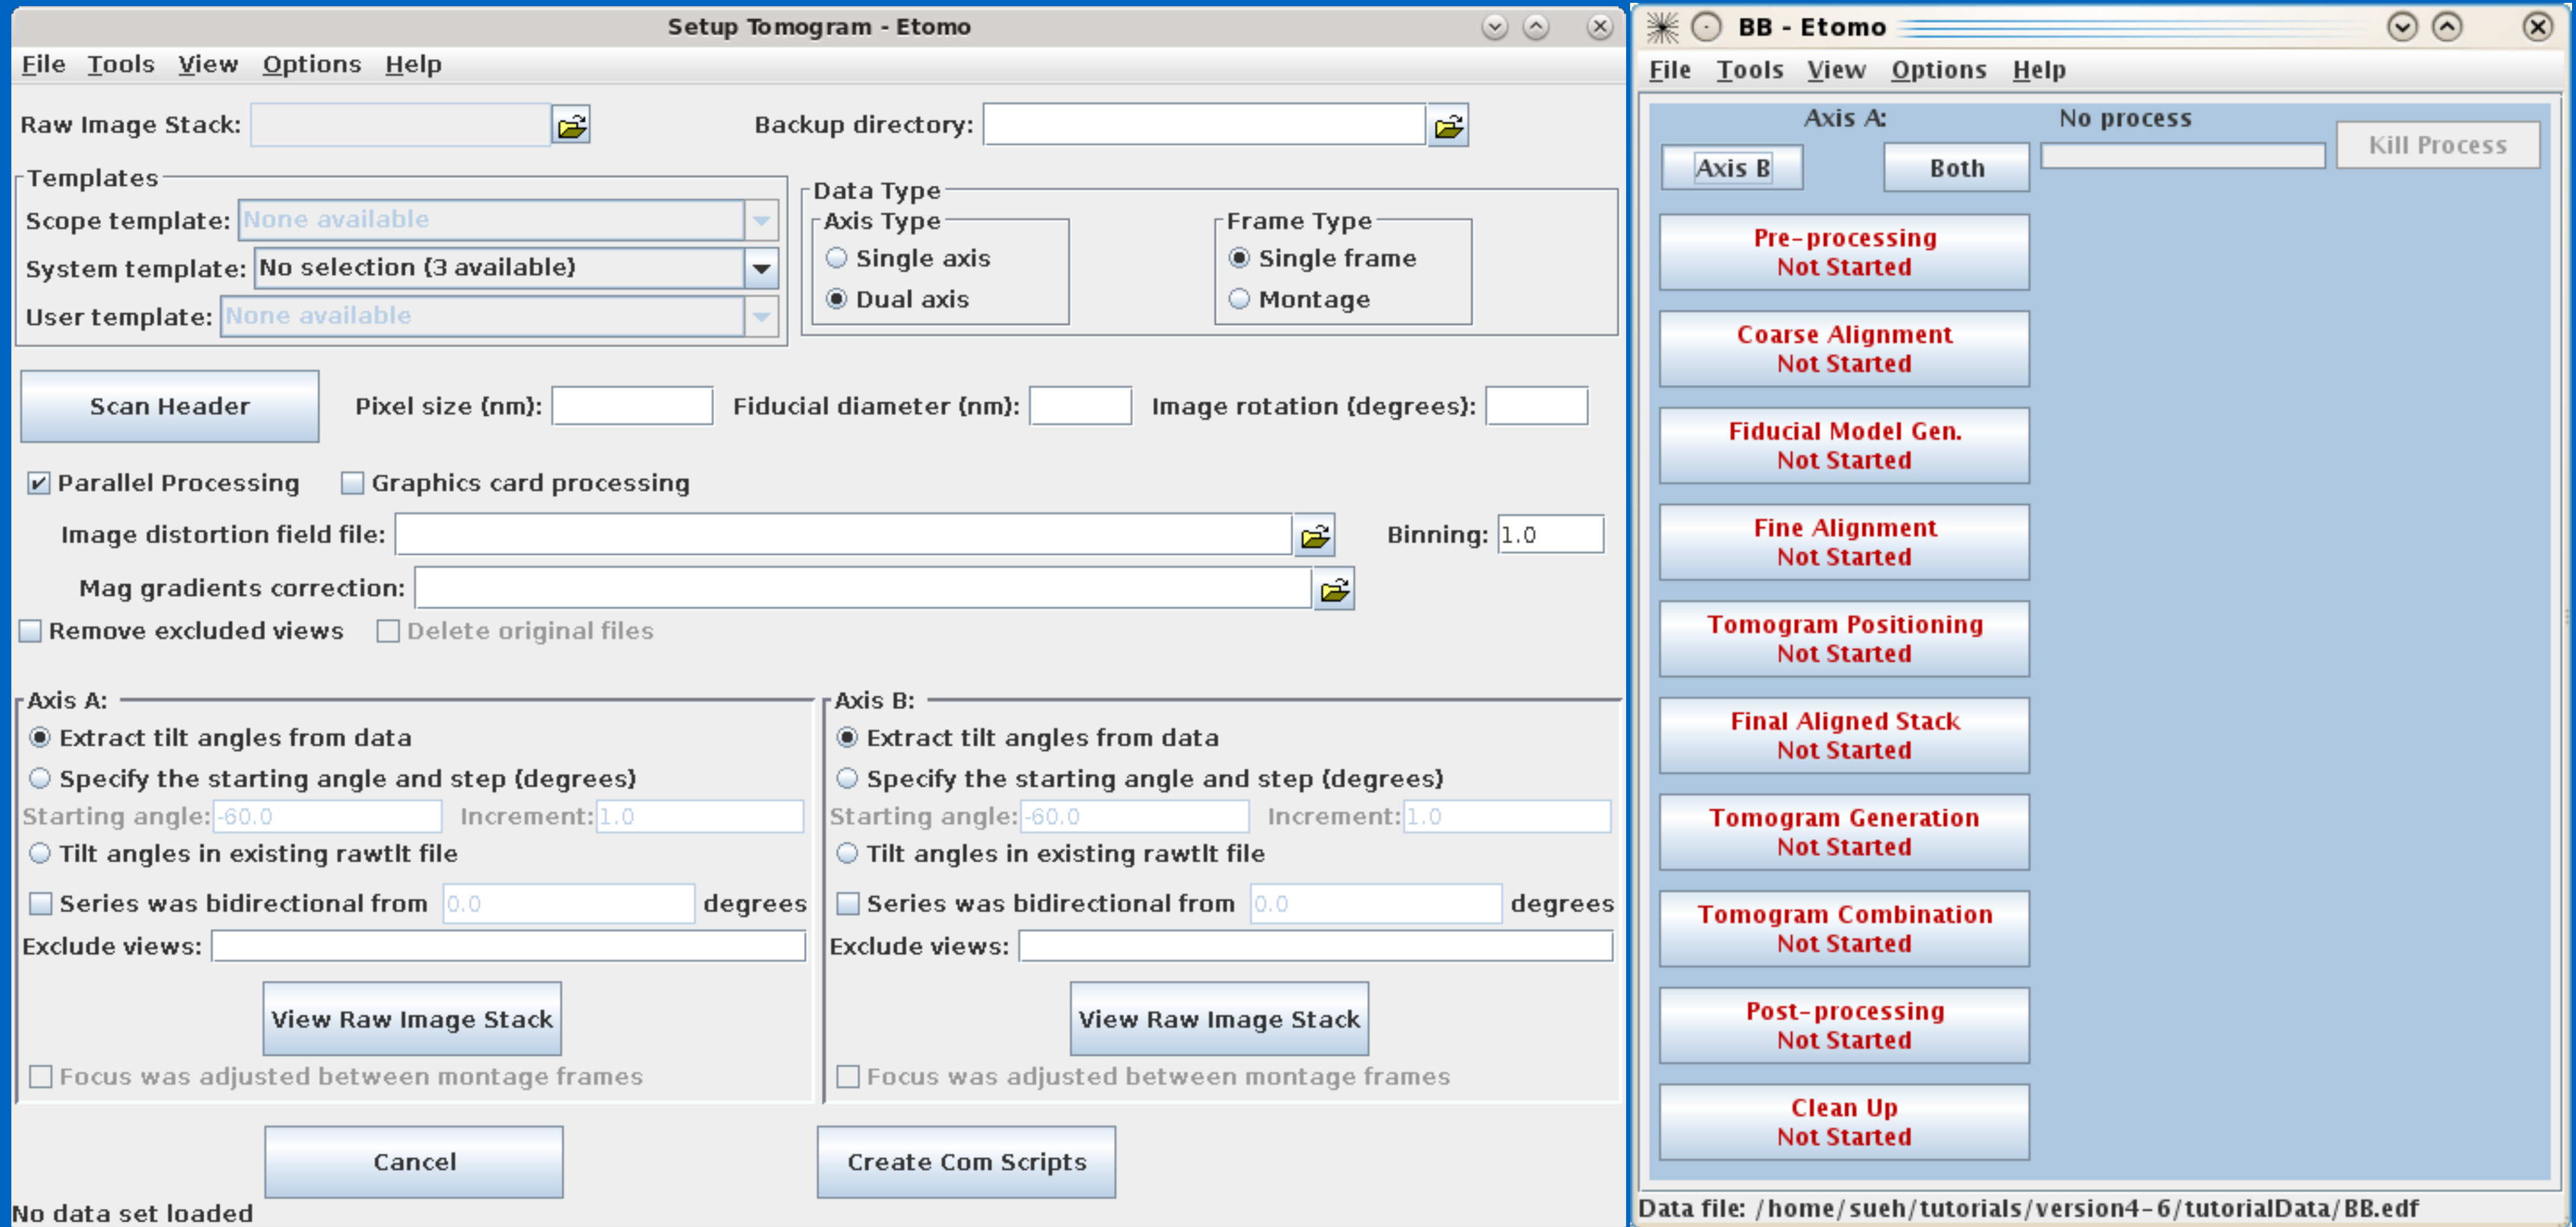 Setup Tomogram - Etomo
File Tools View Options Help
Raw Image Stack: Backup directory:
Templates
Scope template: None available
System template: No selection (3 available)
User template: None available
Data Type
Axis Type
Single axis
Dual axis
Frame Type
Single frame
Montage
Scan Header Pixel size (nm): Fiducial diameter (nm): Image rotation (degrees):
Parallel Processing Graphics card processing
Image distortion field file: Binning: 1.0
Mag gradients correction:
Remove excluded views Delete original files
Axis A:
Extract tilt angles from data
Specify the starting angle and step (degrees)
Starting angle: -60.0 Increment: 1.0
Tilt angles in existing rawtlt file
Series was bidirectional from 0.0 degrees
Exclude views:
View Raw Image Stack
Focus was adjusted between montage frames
Axis B:
Extract tilt angles from data
Specify the starting angle and step (degrees)
Starting angle: -60.0 Increment: 1.0
Tilt angles in existing rawtlt file
Series was bidirectional from 0.0 degrees
Exclude views:
View Raw Image Stack
Focus was adjusted between montage frames
Cancel Create Com Scripts
No data set loaded
BB - Etomo
File Tools View Options Help
Axis A: No process
Axis B Both Kill Process
Pre-processing
Not Started
Coarse Alignment
Not Started
Fiducial Model Gen.
Not Started
Fine Alignment
Not Started
Tomogram Positioning
Not Started
Final Aligned Stack
Not Started
Tomogram Generation
Not Started
Tomogram Combination
Not Started
Post-processing
Not Started
Clean Up
Not Started
Data file: /home/sueh/tutorials/version4-6/tutorialData/BB.edf